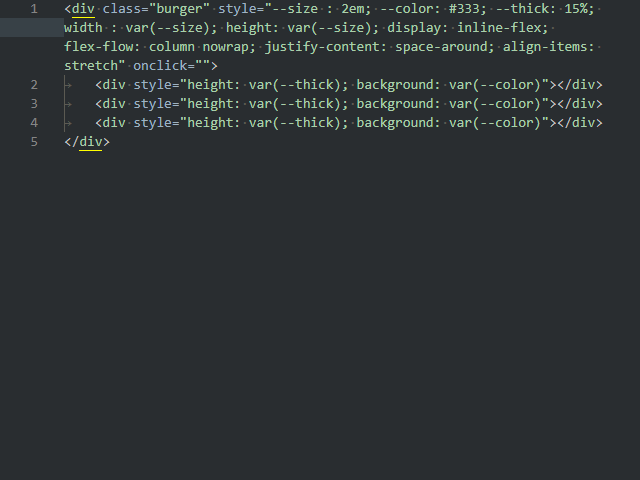 1 <div class="burger" style="--size : 2em; --color: #333; --thick: 15%;
width : var(--size); height: var(--size); display: inline-flex;
flex-flow: column nowrap; justify-content: space-around; align-items:
stretch" onclick="">
2 <div style="height: var(--thick); background: var(--color)"></div>
3 <div style="height: var(--thick); background: var(--color)"></div>
4 <div style="height: var(--thick); background: var(--color)"></div>
5 </div>